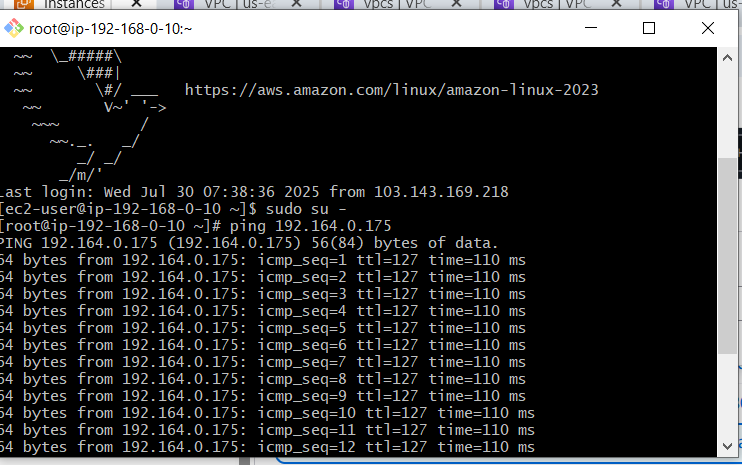 Instances
VPC | us-ea
vpcs | VPC
VPC | VPC
VPC | us-
root@ip-192-168-0-10:~
~~  \_#####\
~~     \###|
~~       \#/ ___   https://aws.amazon.com/linux/amazon-linux-2023
~~       V~' '->
~~~         /
~~._.   _/
_/ _/
_/m/'
Last login: Wed Jul 30 07:38:36 2025 from 103.143.169.218
[ec2-user@ip-192-168-0-10 ~]$ sudo su -
[root@ip-192-168-0-10 ~]# ping 192.164.0.175
PING 192.164.0.175 (192.164.0.175) 56(84) bytes of data.
64 bytes from 192.164.0.175: icmp_seq=1 ttl=127 time=110 ms
64 bytes from 192.164.0.175: icmp_seq=2 ttl=127 time=110 ms
64 bytes from 192.164.0.175: icmp_seq=3 ttl=127 time=110 ms
64 bytes from 192.164.0.175: icmp_seq=4 ttl=127 time=110 ms
64 bytes from 192.164.0.175: icmp_seq=5 ttl=127 time=110 ms
64 bytes from 192.164.0.175: icmp_seq=6 ttl=127 time=110 ms
64 bytes from 192.164.0.175: icmp_seq=7 ttl=127 time=110 ms
64 bytes from 192.164.0.175: icmp_seq=8 ttl=127 time=110 ms
64 bytes from 192.164.0.175: icmp_seq=9 ttl=127 time=110 ms
64 bytes from 192.164.0.175: icmp_seq=10 ttl=127 time=110 ms
64 bytes from 192.164.0.175: icmp_seq=11 ttl=127 time=110 ms
64 bytes from 192.164.0.175: icmp_seq=12 ttl=127 time=110 ms